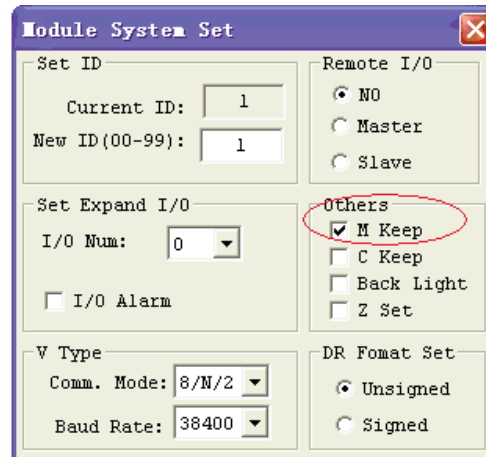 Module System Set
Set ID
Current ID: 1
New ID(00-99): 1
Remote I/O
NO
Master
Slave
Set Expand I/O
I/O Num: 0
I/O Alarm
Others
M Keep
C Keep
Back Light
Z Set
V Type
Comm. Mode: 8/N/2
Baud Rate: 38400
DR Fomat Set
Unsigned
Signed